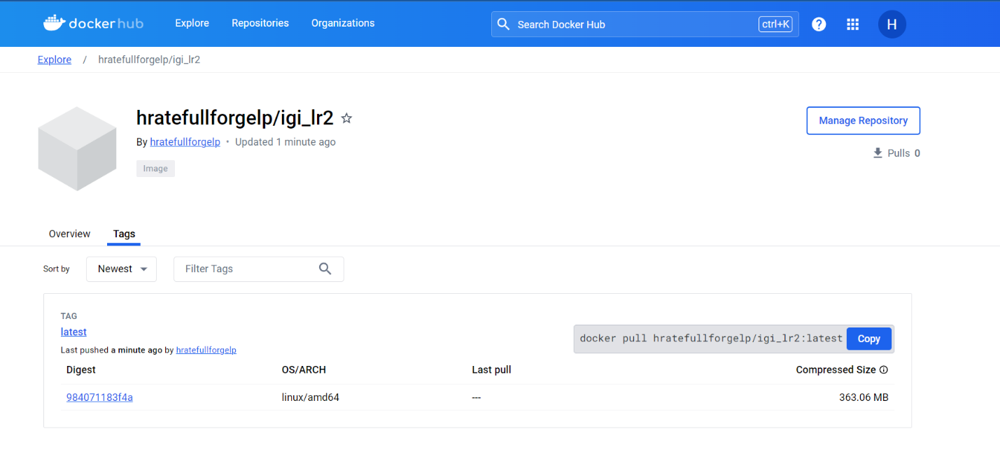 dockerhub Explore Repositories Organizations Search Docker Hub ctrl+K ? H
Explore / hratefullforgelp/igi_lr2
hratefullforgelp/igi_lr2
Manage Repository
By hratefullforgelp • Updated 1 minute ago
Pulls 0
Image
Overview Tags
Sort by Newest Filter Tags
TAG
latest
docker pull hratefullforgelp/igi_lr2:latest Copy
Last pushed a minute ago by hratefullforgelp
Digest OS/ARCH Last pull Compressed Size
984071183f4a linux/amd64 --- 363.06 MB